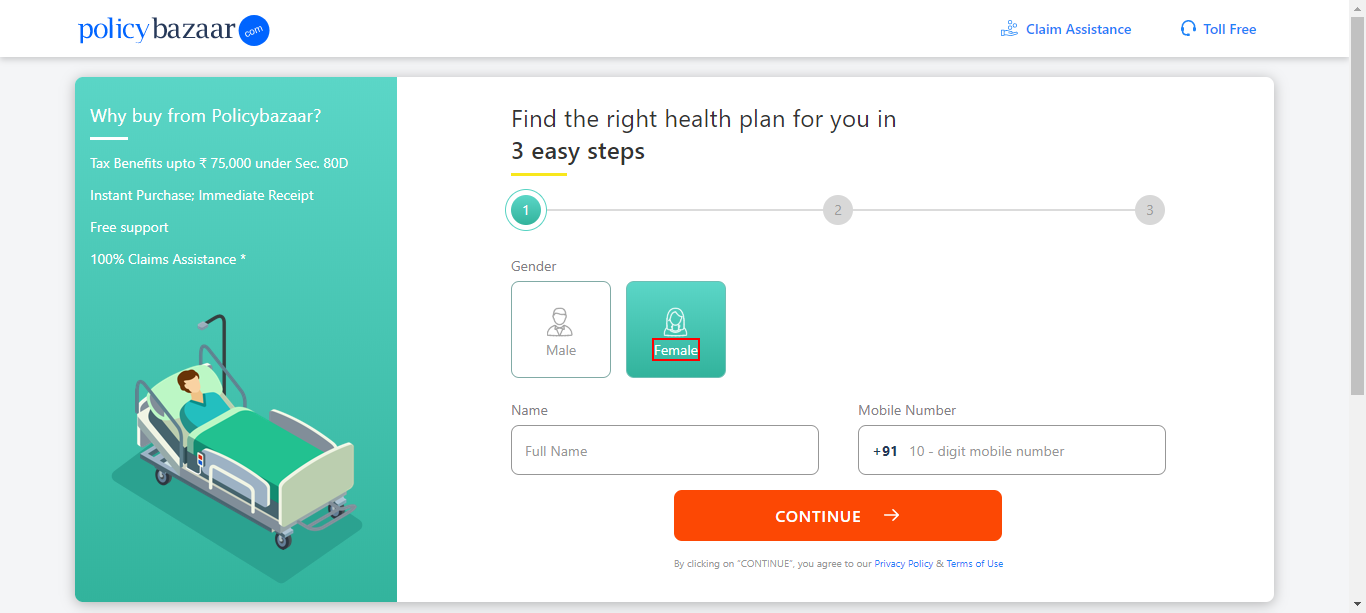 policybazaar com
Claim Assistance
Toll Free
Why buy from Policybazaar?
Tax Benefits upto ₹ 75,000 under Sec. 80D
Instant Purchase; Immediate Receipt
Free support
100% Claims Assistance *
Find the right health plan for you in
3 easy steps
1
2
3
Gender
Male
Female
Name
Mobile Number
Full Name
+91 10 - digit mobile number
CONTINUE →
By clicking on "CONTINUE", you agree to our Privacy Policy & Terms of Use